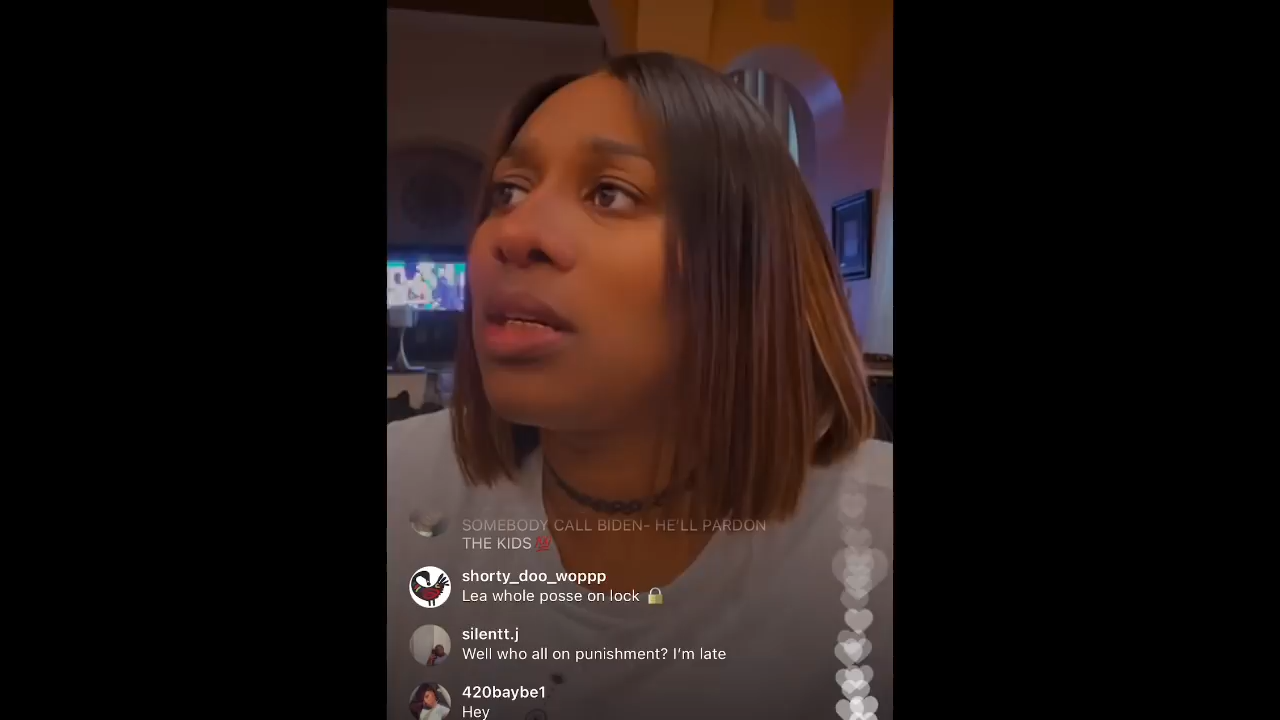 SOMEBODY CALL BIDEN- HE'LL PARDON
THE KIDS💯
shorty_doo_woppp
Lea whole posse on lock 🔒
silentt.j
Well who all on punishment? I'm late
420baybe1
Hey